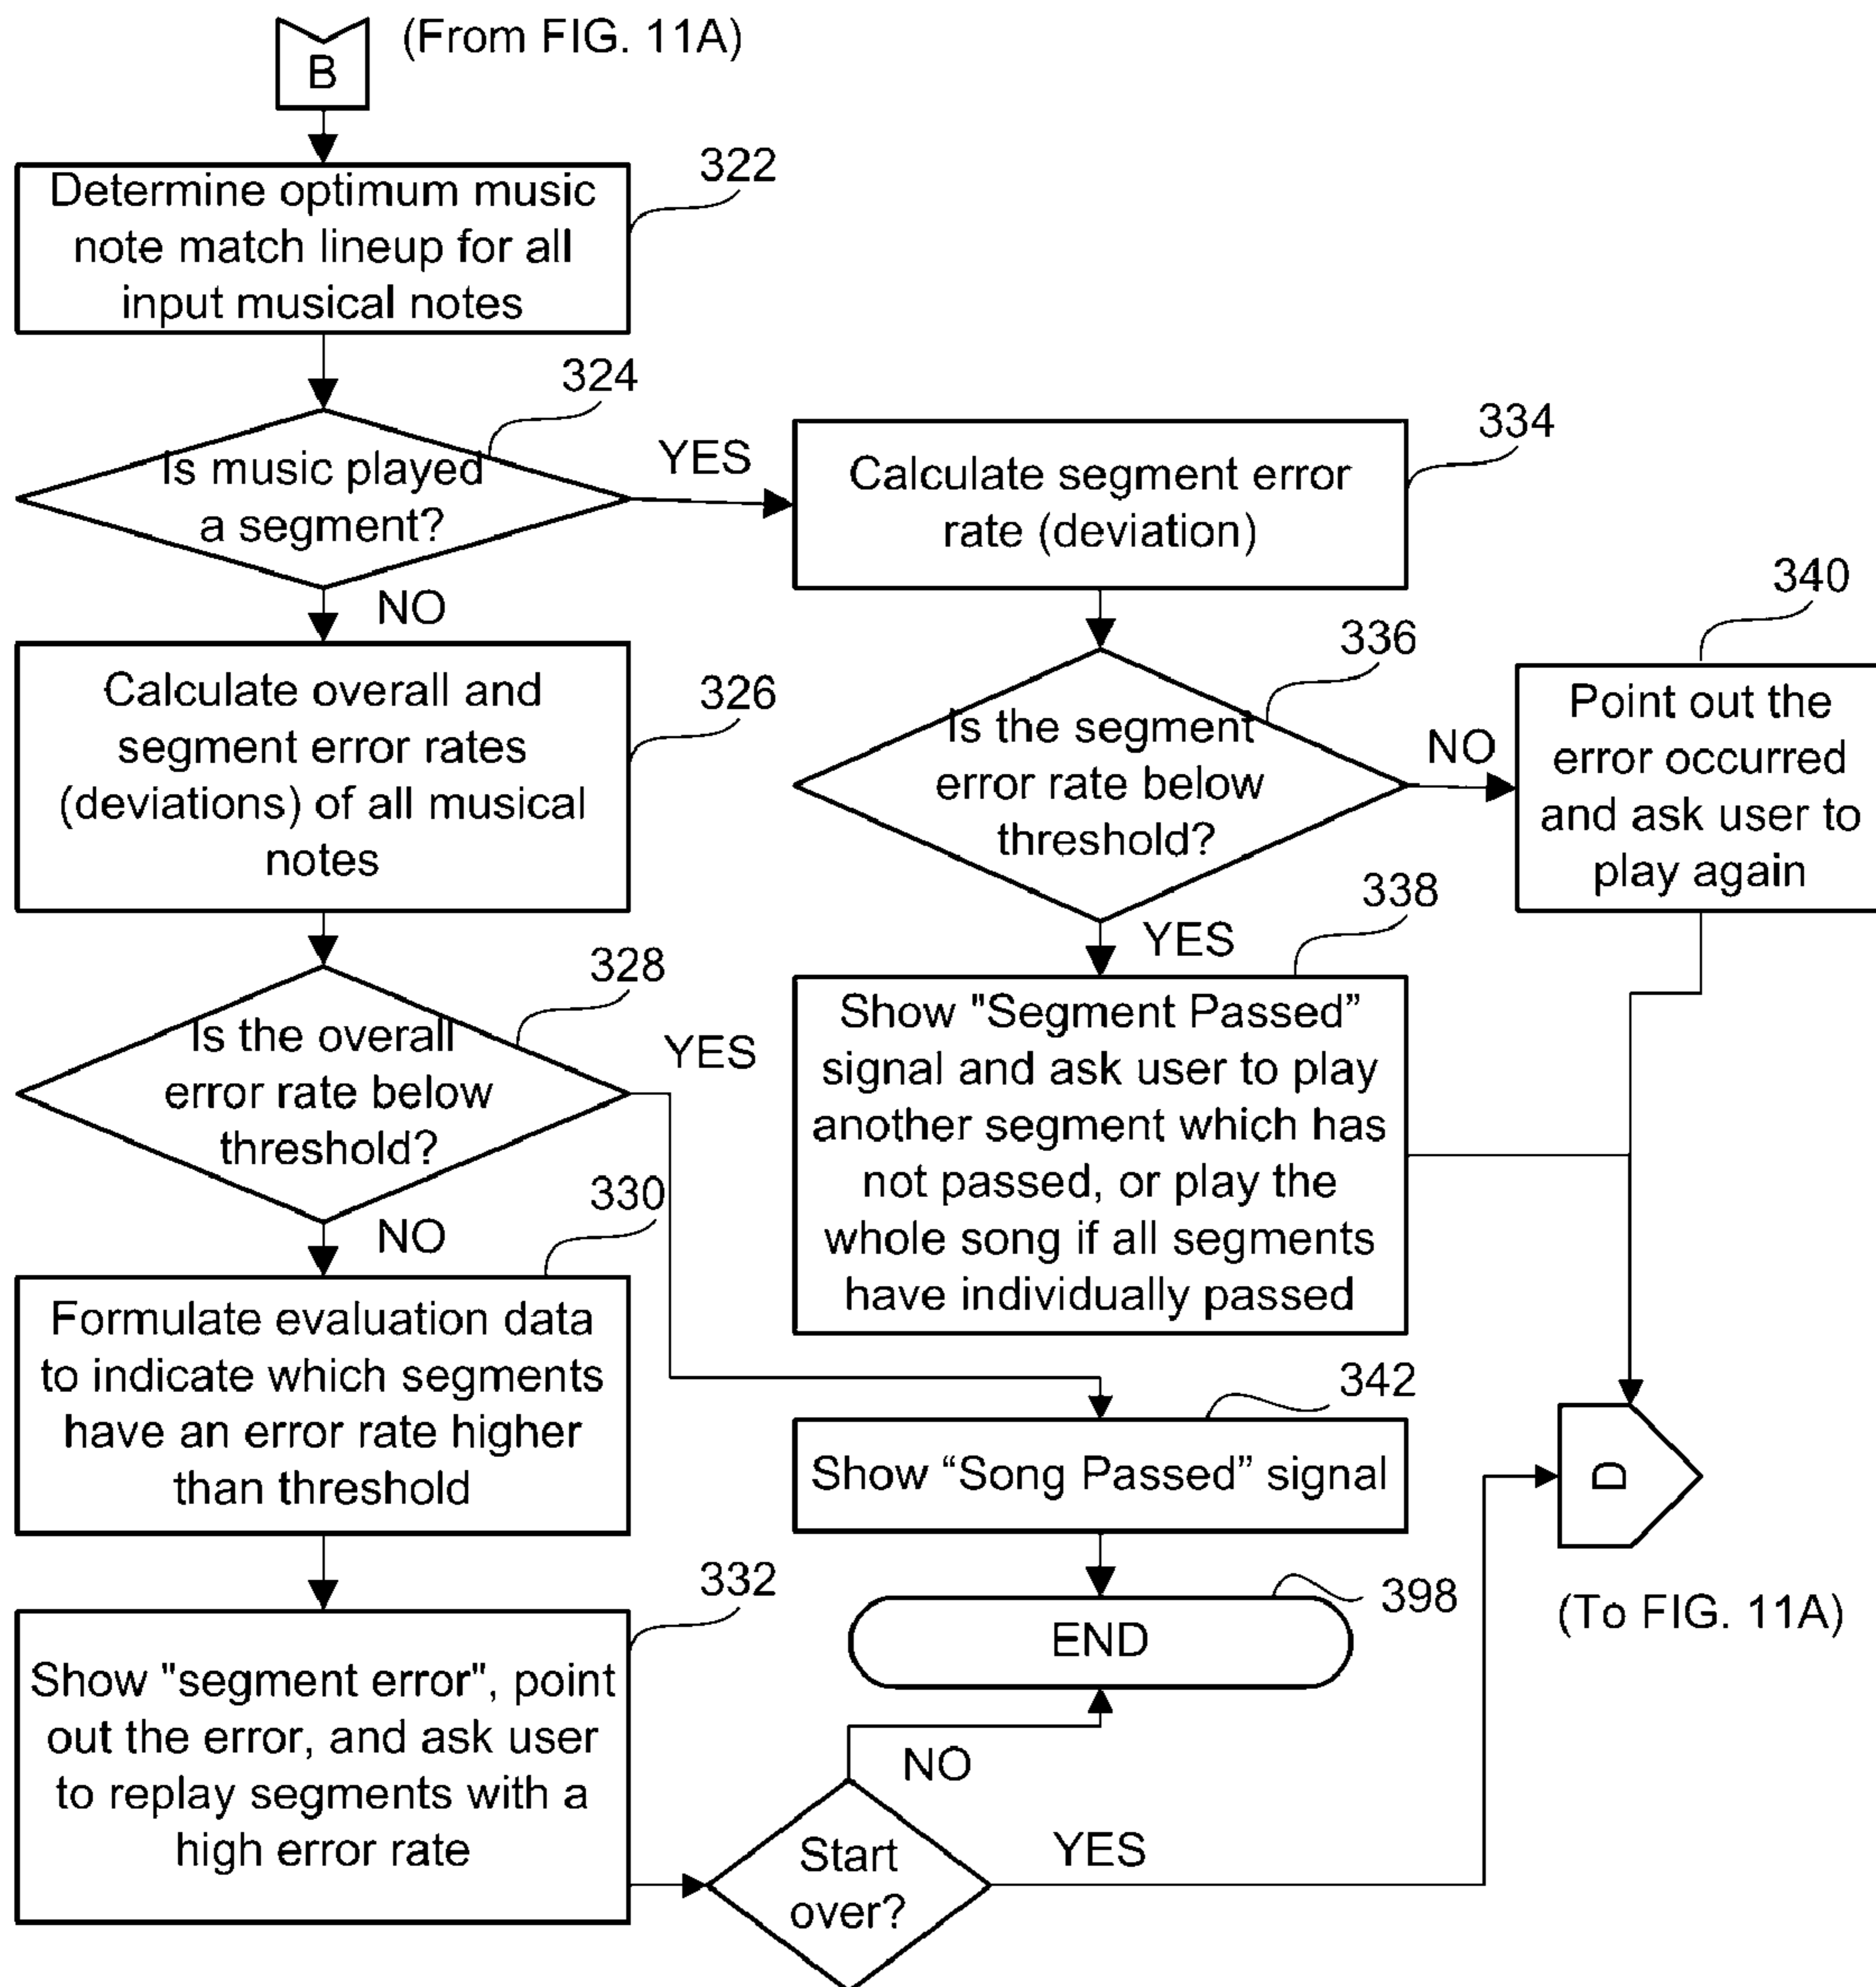 (From FIG. 11A)
B
322
Determine optimum music
note match lineup for all
input musical notes
324
Is music played
a segment?
YES
NO
334
Calculate segment error
rate (deviation)
326
Calculate overall and
segment error rates
(deviations) of all musical
notes
336
Is the segment
error rate below
threshold?
NO
YES
340
Point out the
error occurred
and ask user to
play again
328
Is the overall
error rate below
threshold?
YES
NO
338
Show "Segment Passed”
signal and ask user to play
another segment which has
not passed, or play the
whole song if all segments
have individually passed
330
Formulate evaluation data
to indicate which segments
have an error rate higher
than threshold
342
Show “Song Passed” signal
D
(To FIG. 11A)
398
END
332
Show "segment error", point
out the error, and ask user
to replay segments with a
high error rate
NO
Start
over?
YES